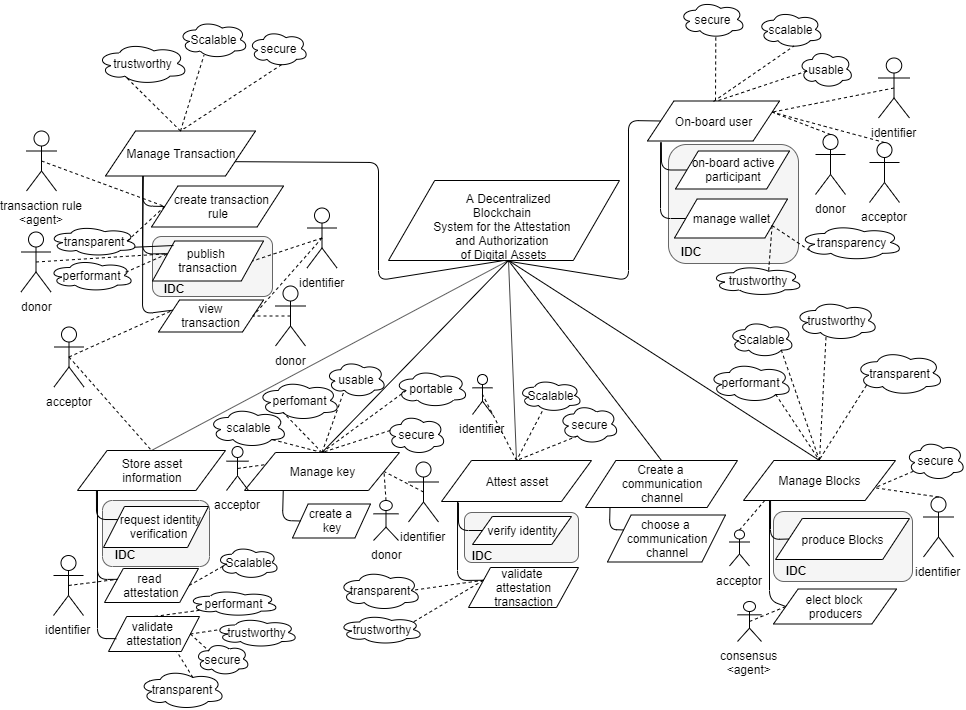 secure
scalable
usable
identifier
On-board user
on-board active
participant
manage wallet
IDC
donor
acceptor
transparency
trustworthy
trustworthy
Scalable
secure
Manage Transaction
transaction rule
<agent>
create transaction
rule
transparent
performant
donor
publish
transaction
IDC
view
transaction
identifier
donor
acceptor
A Decentralized
Blockchain
System for the Attestation
and Authorization
of Digital Assets
Store asset
information
request identity
verification
IDC
read
attestation
Scalable
identifier
validate
attestation
performant
trustworthy
secure
transparent
scalable
perfomant
usable
portable
secure
Manage key
acceptor
create a
key
donor
identifier
identifier
Scalable
secure
Attest asset
verify identity
IDC
validate
attestation
transaction
transparent
trustworthy
Create a
communication
channel
choose a
communication
channel
performant
Scalable
trustworthy
transparent
secure
Manage Blocks
produce Blocks
IDC
acceptor
identifier
elect block
producers
consensus
<agent>